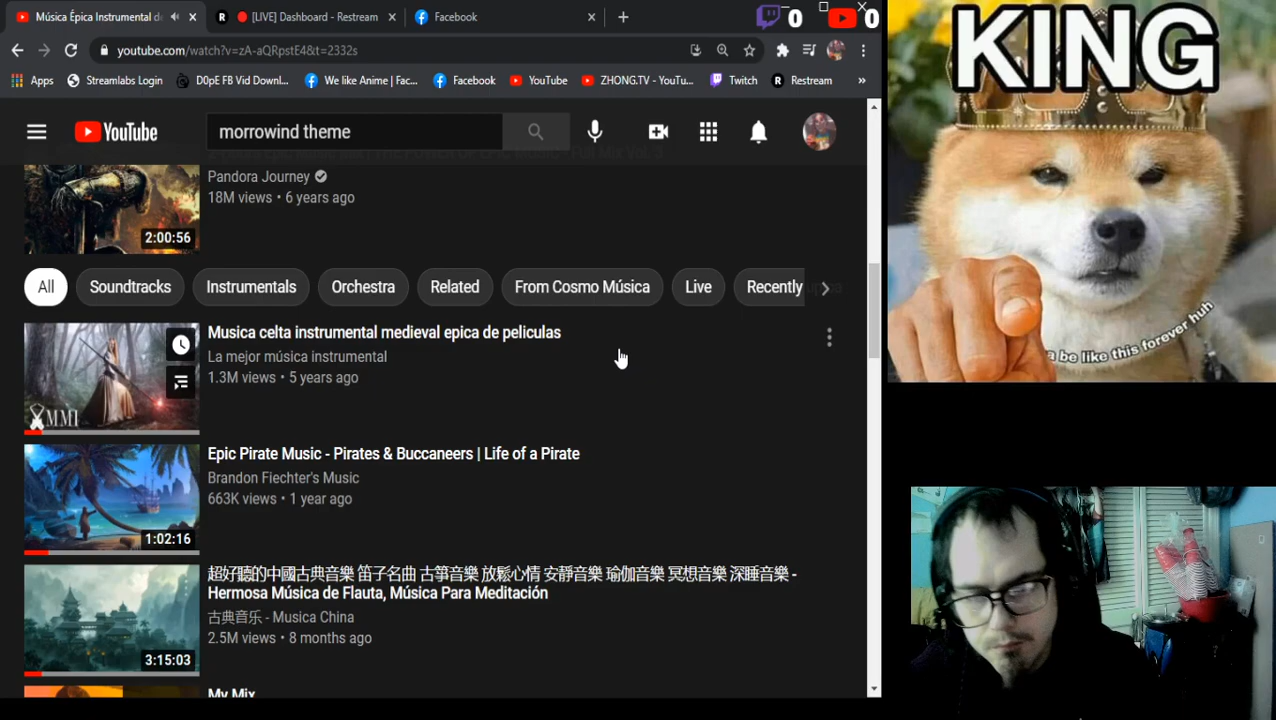 Música Épica Instrumental d
[LIVE] Dashboard - Restream
Facebook
0
0
youtube.com/watch?v=zA-aQRpstE4&t=2332s
Apps
Streamlabs Login
D0pE FB Vid Downl...
We like Anime | Fac...
Facebook
YouTube
ZHONG.TV - YouTu...
Twitch
Restream
YouTube
morrowind theme
Pandora Journey
18M views • 6 years ago
2:00:56
All
Soundtracks
Instrumentals
Orchestra
Related
From Cosmo Música
Live
Recently
Musica celta instrumental medieval epica de peliculas
La mejor música instrumental
1.3M views • 5 years ago
MMI
Epic Pirate Music - Pirates & Buccaneers | Life of a Pirate
Brandon Fiechter's Music
663K views • 1 year ago
1:02:16
超好聽的中國古典音樂 笛子名曲 古箏音樂 放鬆心情 安靜音樂 瑜伽音樂 冥想音樂 深睡音樂 -
Hermosa Música de Flauta, Música Para Meditación
古典音乐 - Musica China
2.5M views • 8 months ago
3:15:03
My Mix
KING
a be like this forever huh